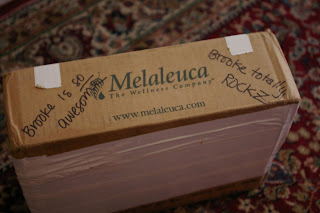 Brooke is so
awesome
Melaleuca
The Wellness Company
www.melaleuca.com
Brooke totally
ROCKZ